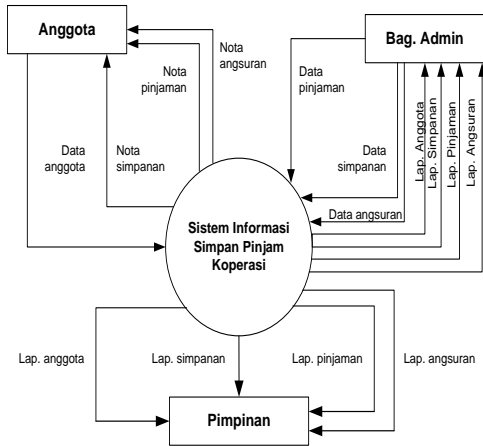 Anggota
Nota
angsuran
Nota
pinjaman
Bag. Admin
Data
pinjaman
Lap. Anggota
Lap. Simpanan
Lap. Pinjaman
Lap. Angsuran
Data
anggota
Nota
simpanan
Data
simpanan
Data angsuran
Sistem Informasi
Simpan Pinjam
Koperasi
Lap. anggota
Lap. simpanan
Lap. pinjaman
Lap. angsuran
Pimpinan